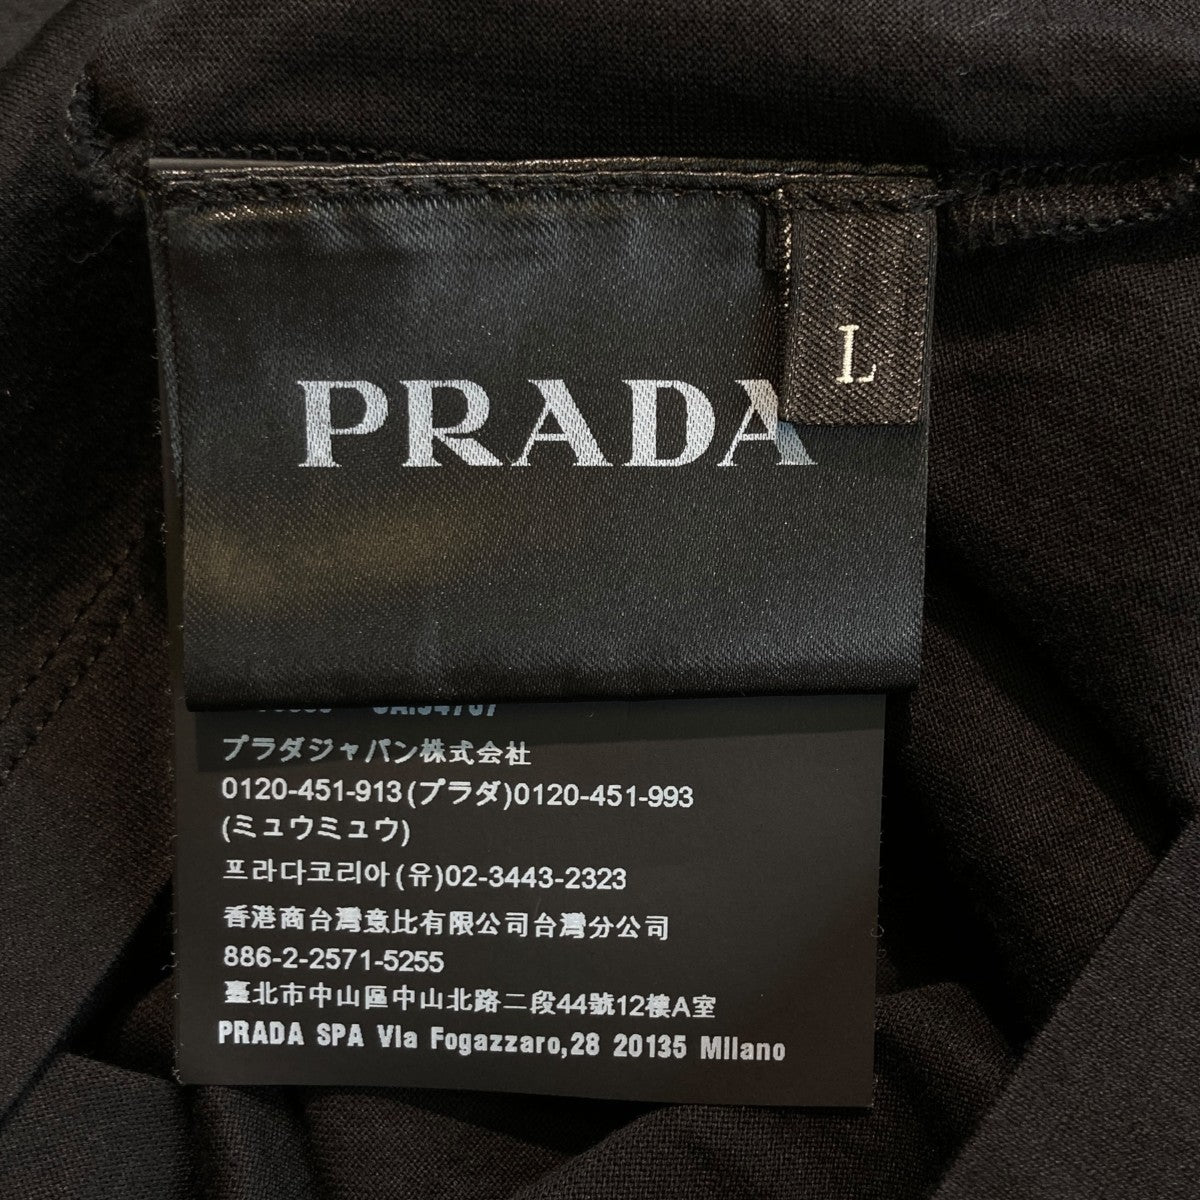 PRADA
L
プラダジャパン株式会社
0120-451-913(プラダ)0120-451-993
(ミュウミュウ)
프라다코리아(유)02-3443-2323
香港商台灣意比有限公司台灣分公司
886-2-2571-5255
臺北市中山區中山北路二段44號12樓A室
PRADA SPA Via Fogazzaro,28 20135 Milano